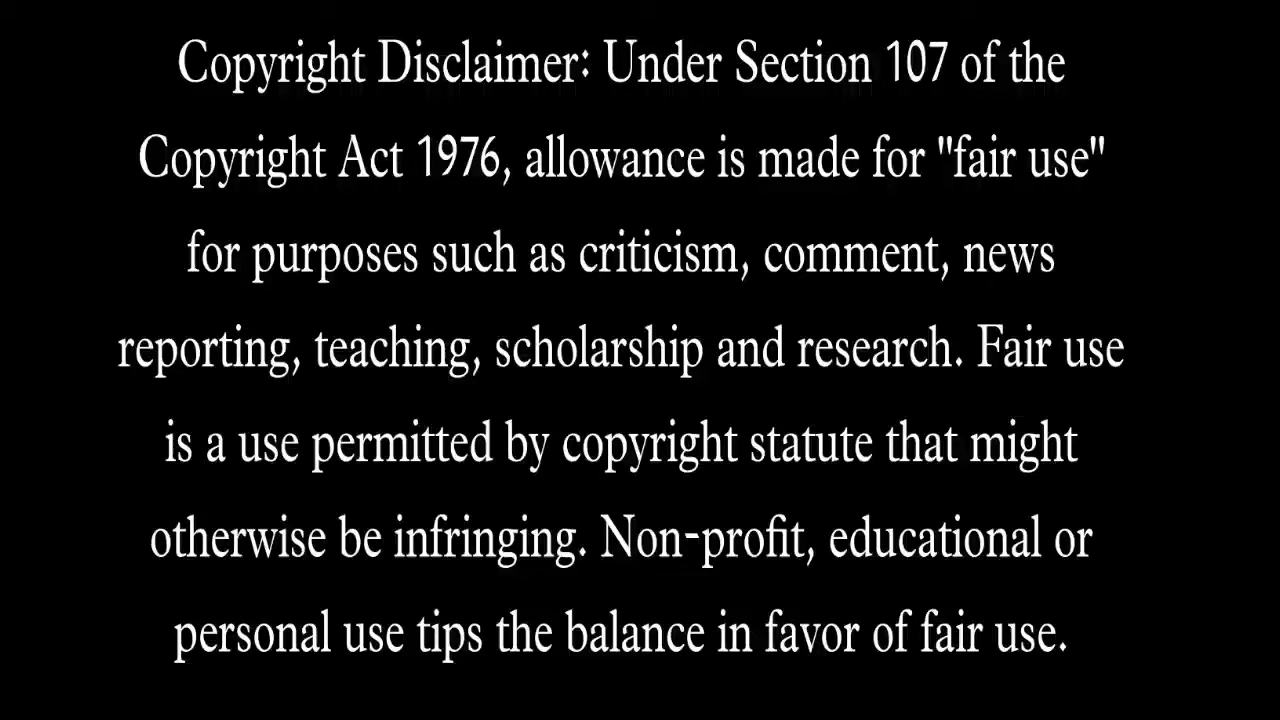 Copyright Disclaimer: Under Section 107 of the
Copyright Act 1976, allowance is made for "fair use"
for purposes such as criticism, comment, news
reporting, teaching, scholarship and research. Fair use
is a use permitted by copyright statute that might
otherwise be infringing. Non-profit, educational or
personal use tips the balance in favor of fair use.